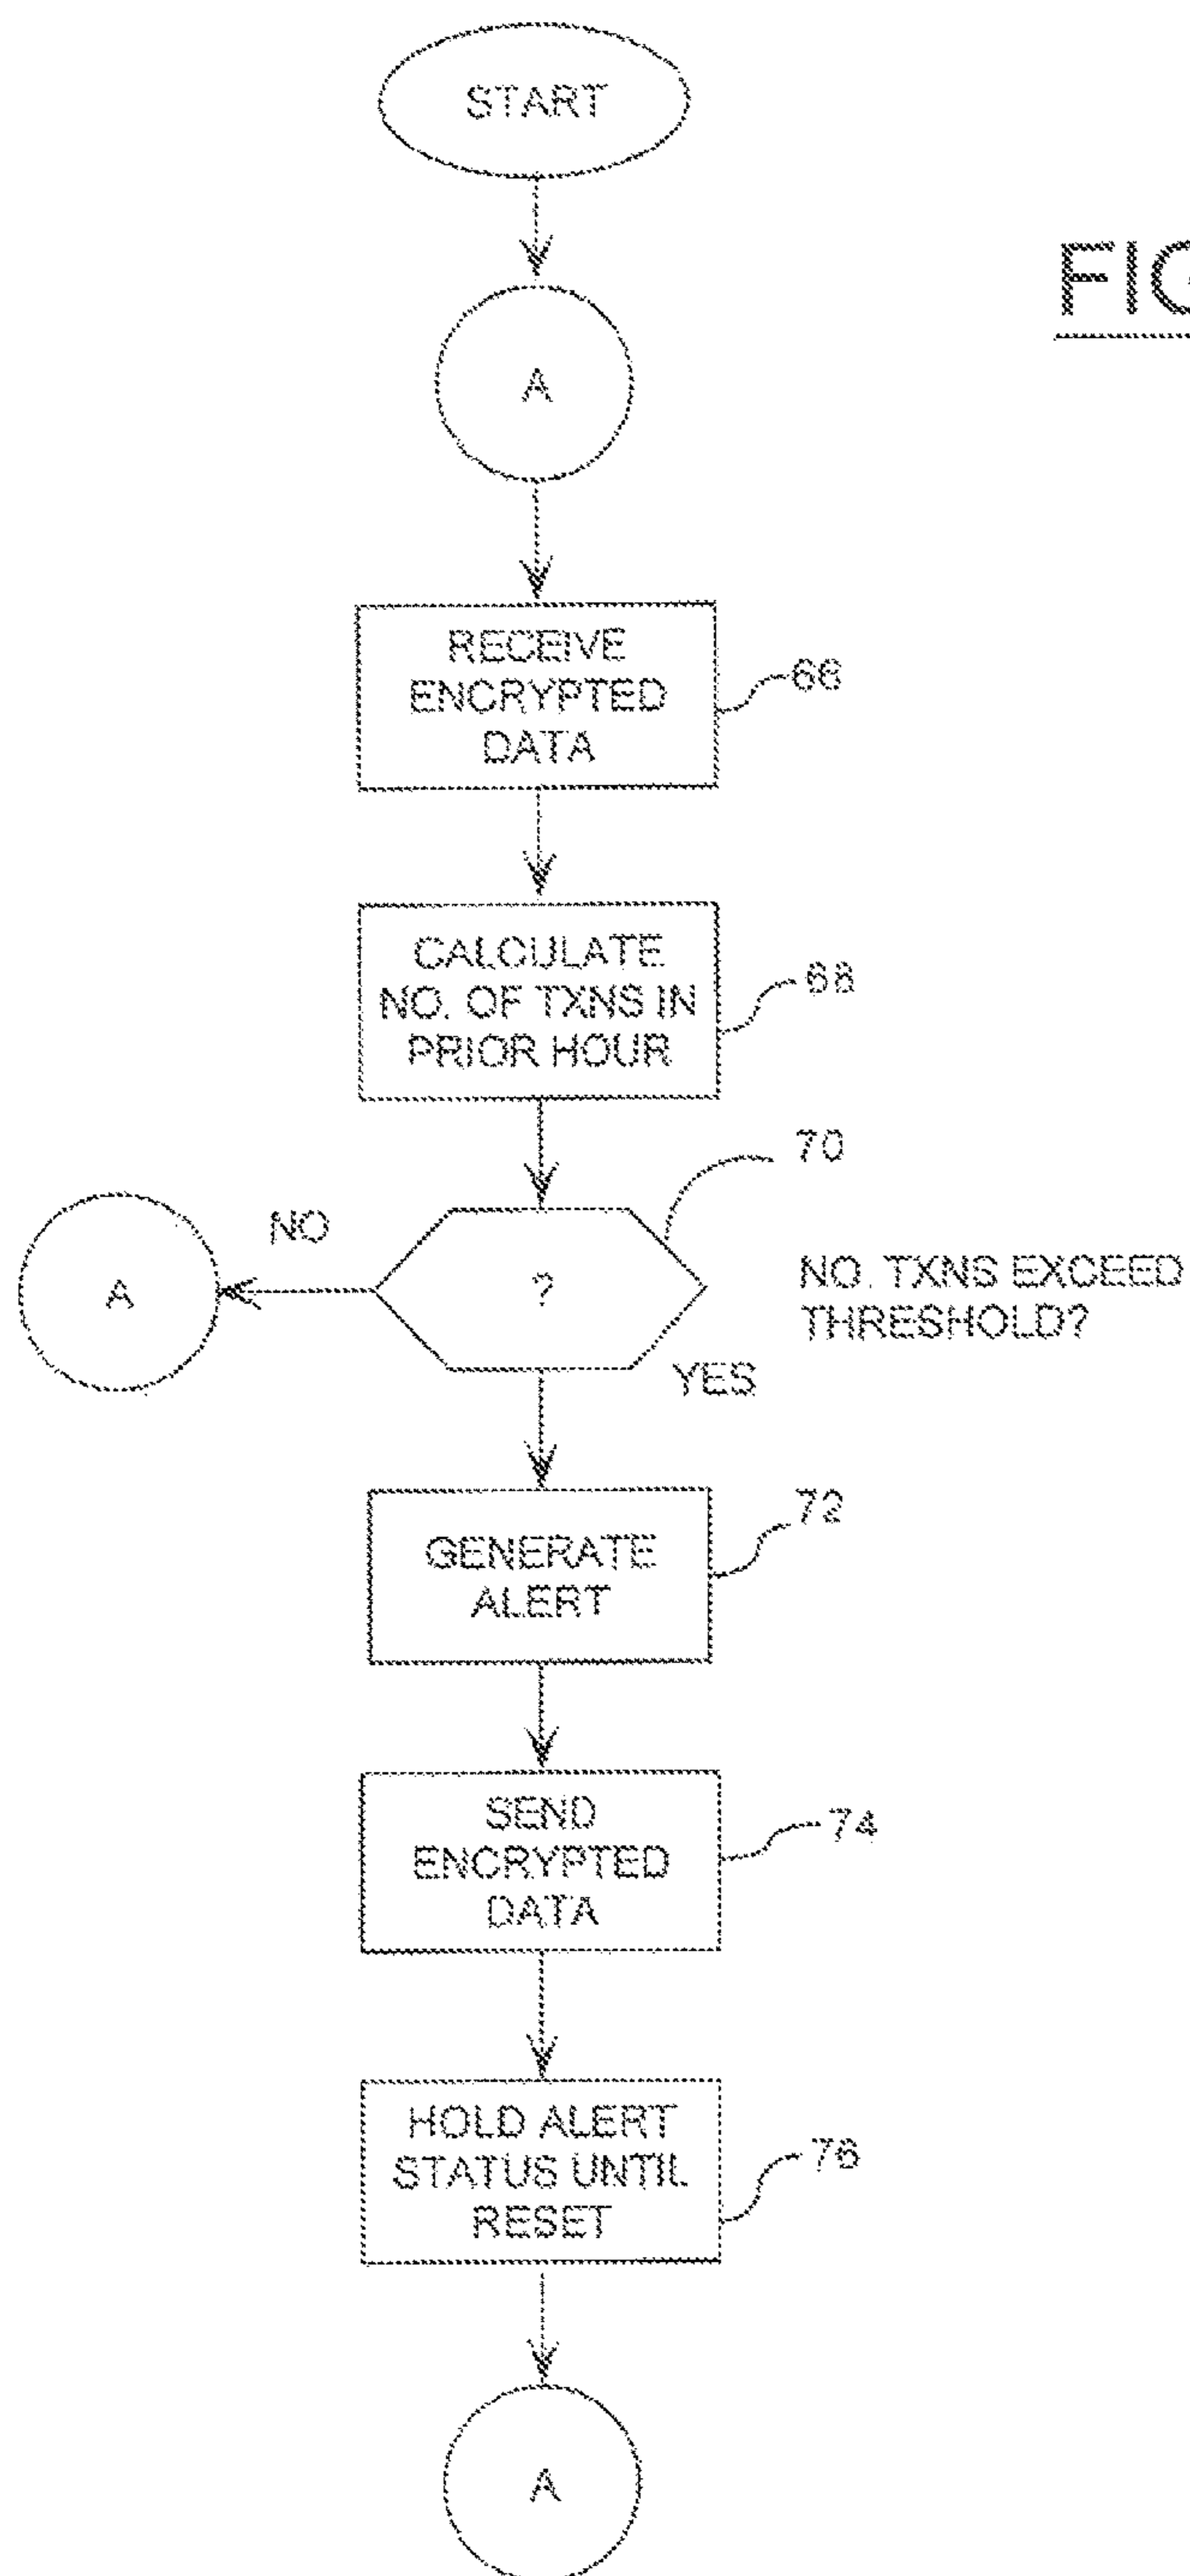 START
FIG
A
RECEIVE
ENCRYPTED
DATA
66
CALCULATE
NO. OF TXNS IN
PRIOR HOUR
68
70
NO
A
?
NO. TXNS EXCEED
THRESHOLD?
YES
GENERATE
ALERT
72
SEND
ENCRYPTED
DATA
74
HOLD ALERT
STATUS UNTIL
RESET
76
A